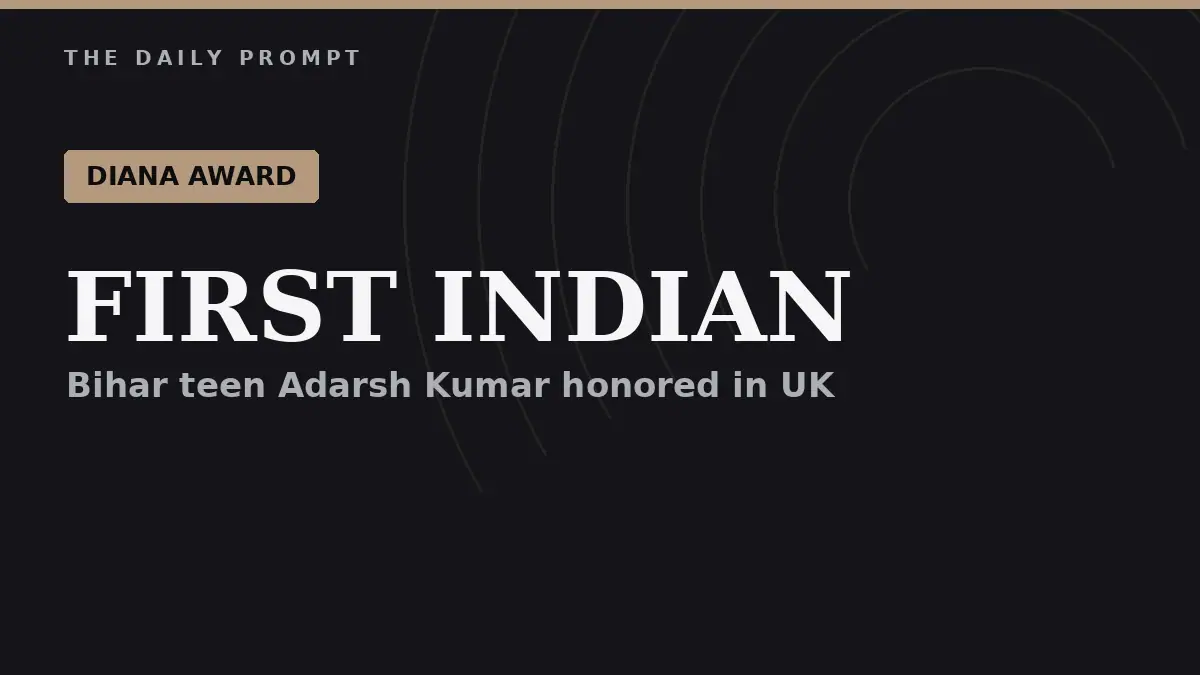 THE DAILY PROMPT
DIANA AWARD
FIRST INDIAN
Bihar teen Adarsh Kumar honored in UK